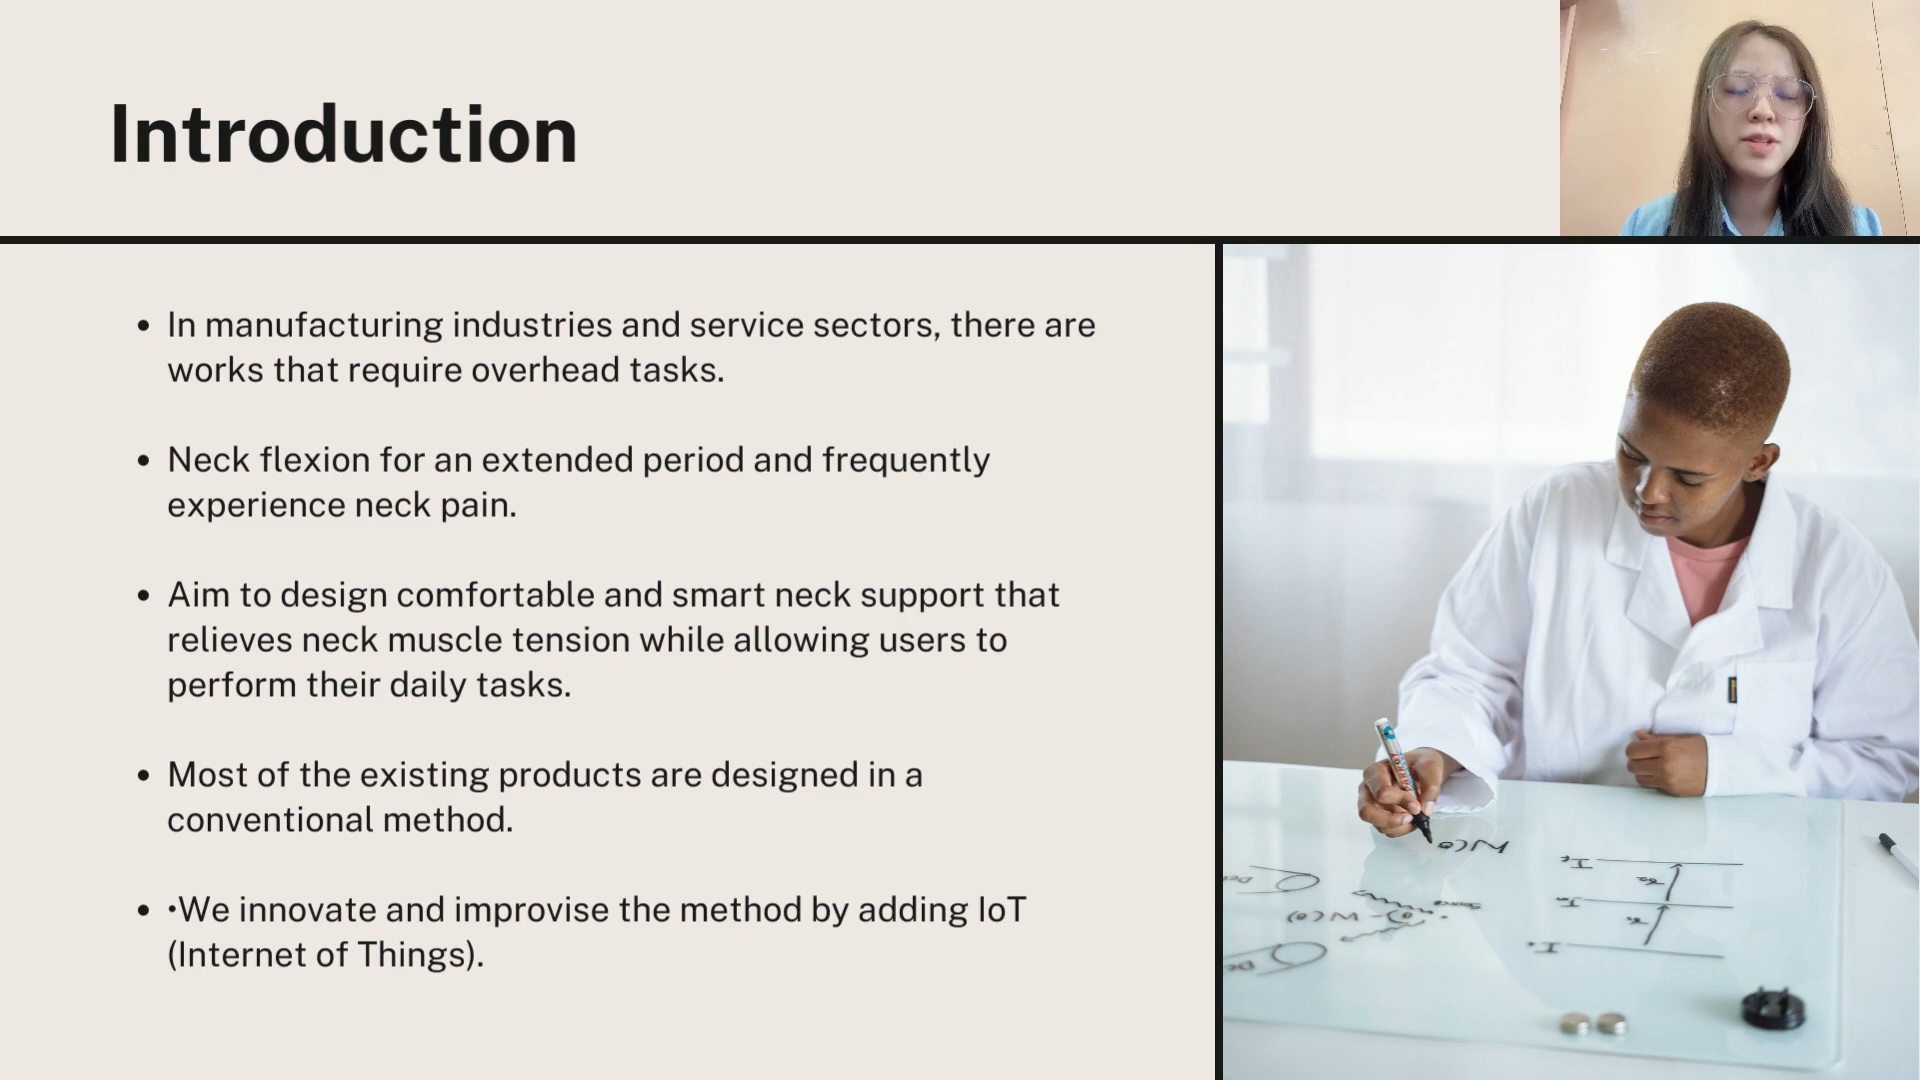 Introduction
• In manufacturing industries and service sectors, there are
works that require overhead tasks.
• Neck flexion for an extended period and frequently
experience neck pain.
• Aim to design comfortable and smart neck support that
relieves neck muscle tension while allowing users to
perform their daily tasks.
• Most of the existing products are designed in a
conventional method.
• •We innovate and improvise the method by adding IoT
(Internet of Things).